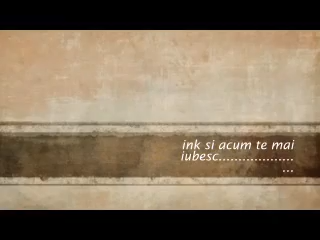 ink si acum te mai
iubesc...................
...